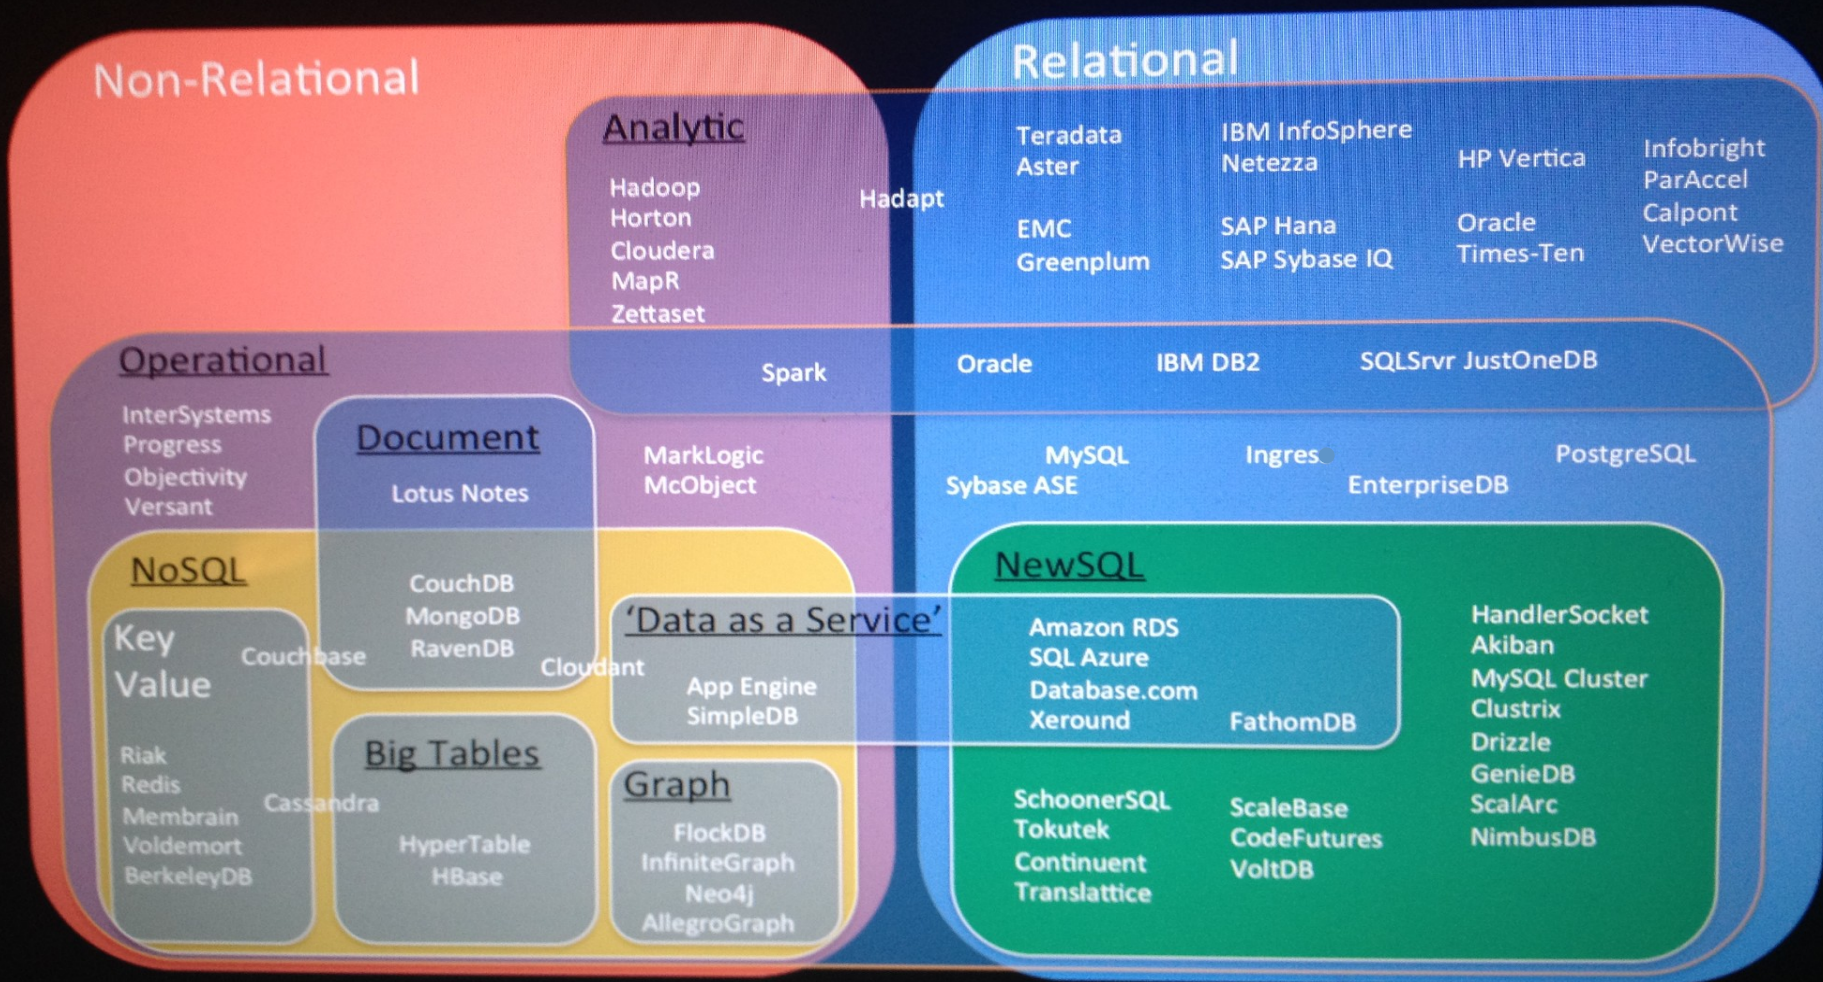 Non-Relational
Relational
Analytic
Hadoop
Horton
Cloudera
MapR
Zettaset
Hadapt
Teradata
Aster
EMC
Greenplum
IBM InfoSphere
Netezza
SAP Hana
SAP Sybase IQ
HP Vertica
Oracle
Times-Ten
Infobright
ParAccel
Calpont
VectorWise
Operational
Spark
Oracle
IBM DB2
SQLSrvr JustOneDB
InterSystems
Progress
Objectivity
Versant
Document
Lotus Notes
MarkLogic
McObject
MySQL
Ingres
PostgreSQL
Sybase ASE
EnterpriseDB
NoSQL
CouchDB
MongoDB
RavenDB
Key
Value
Couchbase
Cloudant
Riak
Redis
Membrain
Voldemort
BerkeleyDB
Cassandra
Big Tables
HyperTable
HBase
'Data as a Service'
App Engine
SimpleDB
Graph
FlockDB
InfiniteGraph
Neo4j
AllegroGraph
NewSQL
Amazon RDS
SQL Azure
Database.com
Xeround
FathomDB
HandlerSocket
Akiban
MySQL Cluster
Clustrix
Drizzle
GenieDB
ScalArc
NimbusDB
SchoonerSQL
Tokutek
Continuent
Translattice
ScaleBase
CodeFutures
VoltDB